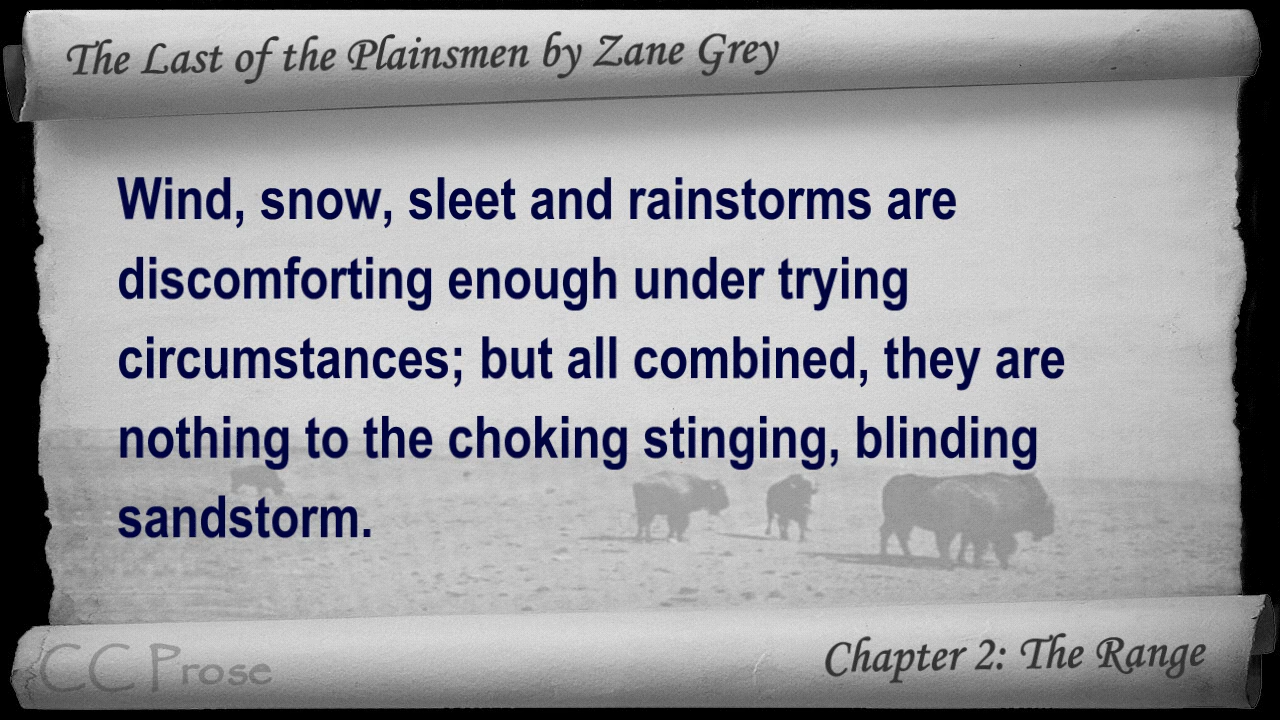 The Last of the Plainsmen by Zane Grey
Wind, snow, sleet and rainstorms are
discomforting enough under trying
circumstances; but all combined, they are
nothing to the choking stinging, blinding
sandstorm.
CC Prose
Chapter 2: The Range